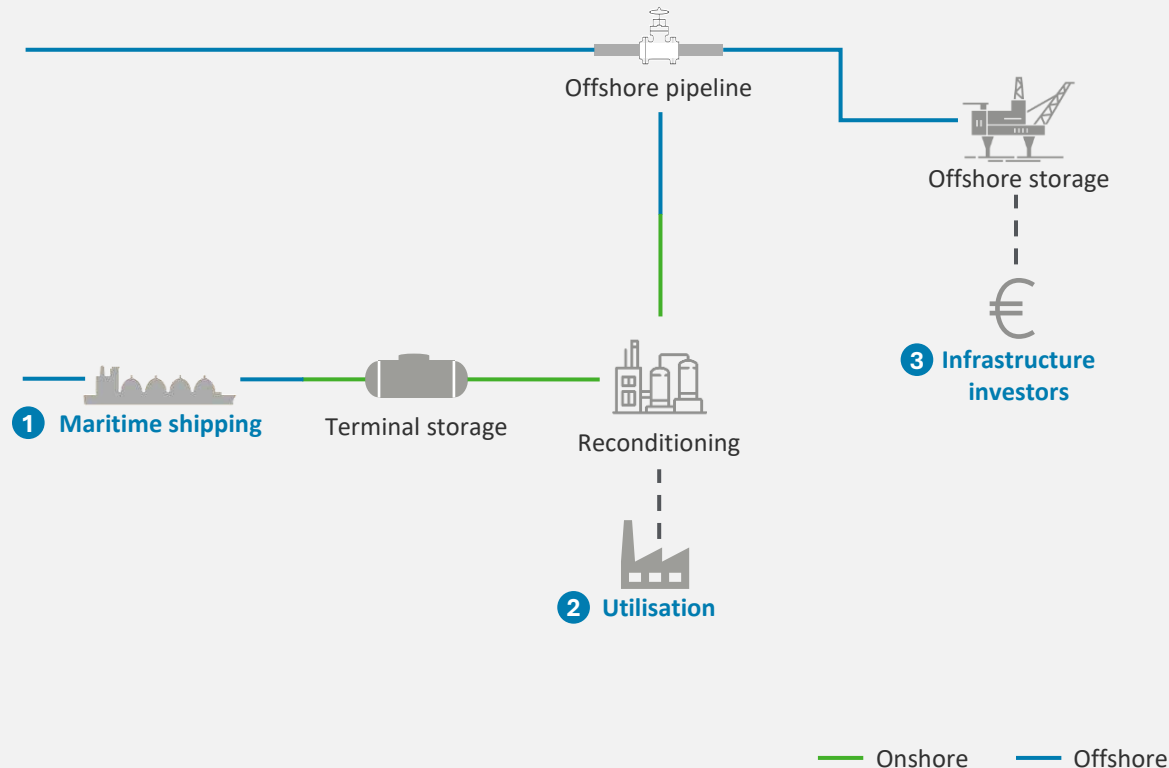 Offshore pipeline
Offshore storage
3 Infrastructure
investors
1 Maritime shipping
Terminal storage
Reconditioning
2 Utilisation
Onshore
Offshore